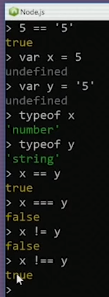 Node.js
> 5 == '5'
true
> var x = 5
undefined
> var y = '5'
undefined
> typeof x
'number'
> typeof y
'string'
> x == y
true
> x === y
false
> x != y
false
> x !== y
true
>